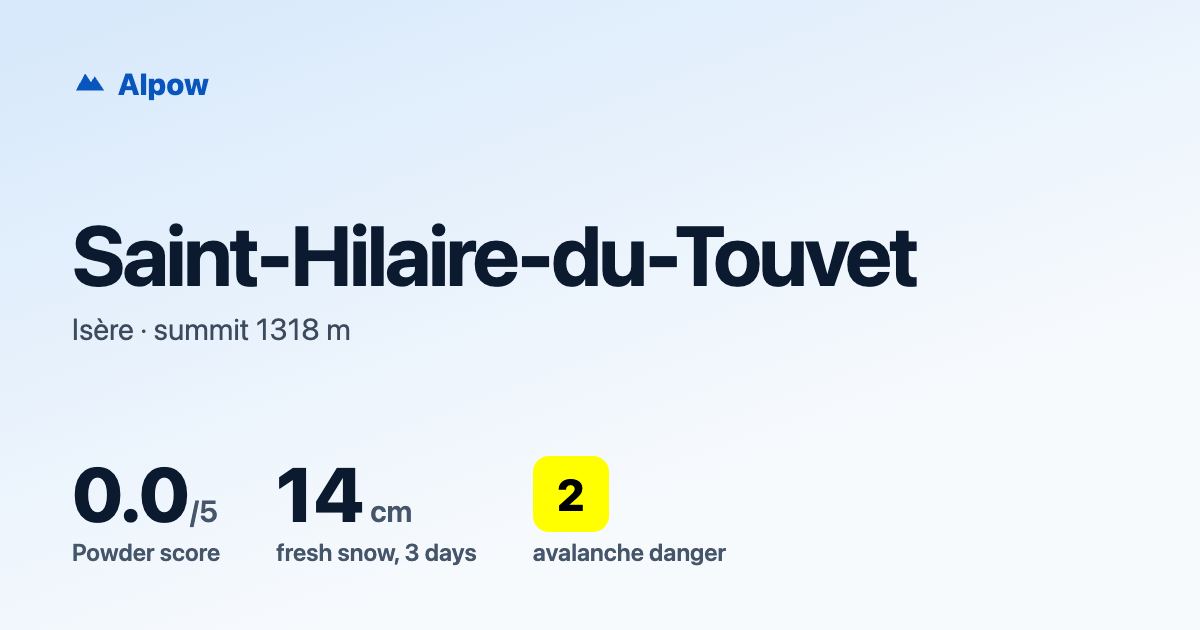 Alpow
Saint-Hilaire-du-Touvet
Isère · summit 1318 m
0.0/5
Powder score
14 cm
fresh snow, 3 days
2
avalanche danger